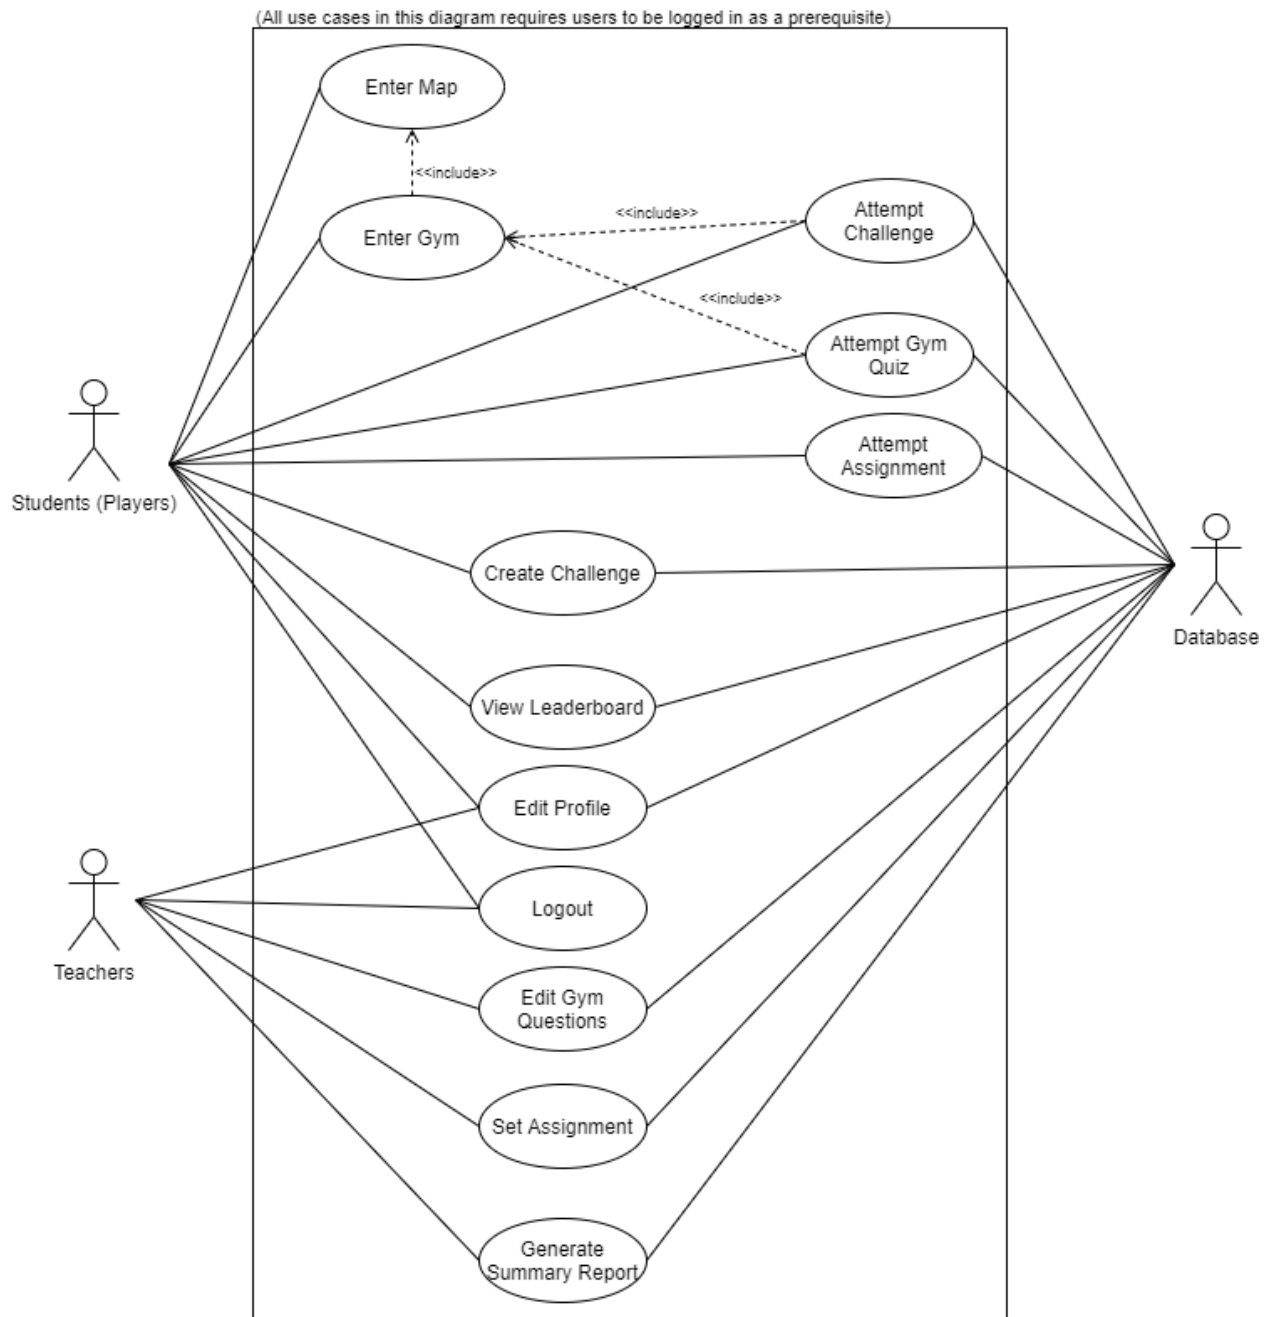 (All use cases in this diagram requires users to be logged in as a prerequisite)
Enter Map
<<include>>
Enter Gym
<<include>>
Attempt
Challenge
<<include>>
Attempt Gym
Quiz
Attempt
Assignment
Students (Players)
Create Challenge
Database
View Leaderboard
Edit Profile
Logout
Teachers
Edit Gym
Questions
Set Assignment
Generate
Summary Report